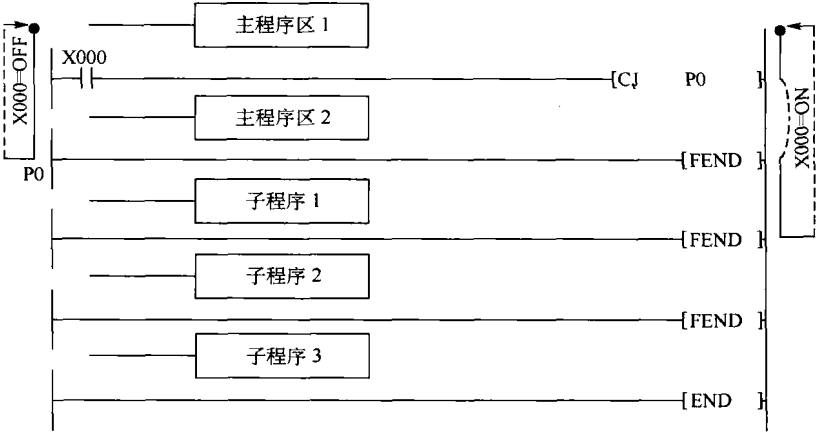 主程序区 1
X000
[CJ P0 ]
主程序区 2
X000=OFF
X000=ON
[FEND ]
P0
子程序 1
[FEND ]
子程序 2
[FEND ]
子程序 3
[END ]